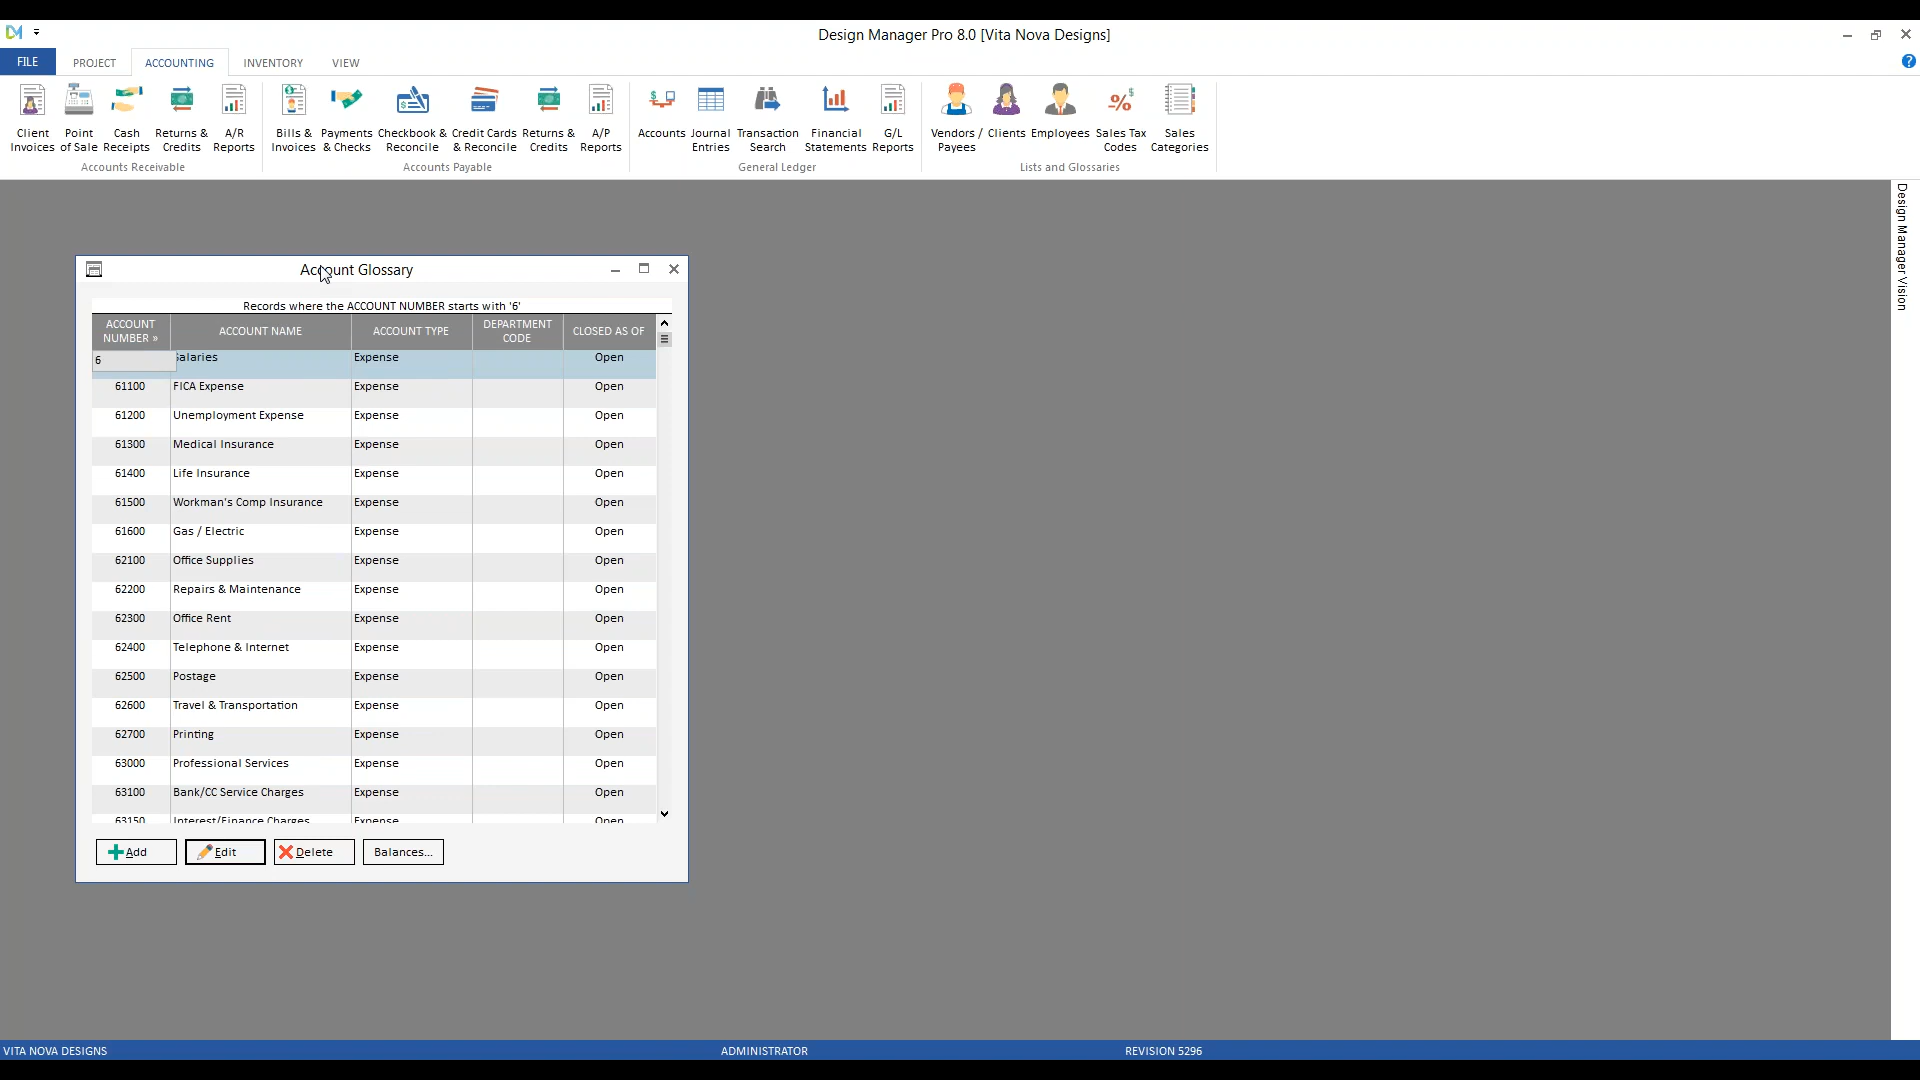 Design Manager Pro 8.0 [Vita Nova Designs]
FILE PROJECT ACCOUNTING INVENTORY VIEW
Client Invoices
Point of Sale
Cash Receipts
Returns & Credits
A/R Reports
Accounts Receivable
Bills & Invoices
Payments & Checks
Checkbook & Reconcile
Credit Cards & Reconcile
Returns & Credits
A/P Reports
Accounts Payable
Accounts
Journal Entries
Transaction Search
Financial Statements
G/L Reports
General Ledger
Vendors / Payees
Clients
Employees
Sales Tax Codes
Sales Categories
Lists and Glossaries
Design Manager Vision
Account Glossary
Records where the ACCOUNT NUMBER starts with '6'
ACCOUNT NUMBER » ACCOUNT NAME ACCOUNT TYPE DEPARTMENT CODE CLOSED AS OF
6 Salaries Expense Open
61100 FICA Expense Expense Open
61200 Unemployment Expense Expense Open
61300 Medical Insurance Expense Open
61400 Life Insurance Expense Open
61500 Workman's Comp Insurance Expense Open
61600 Gas / Electric Expense Open
62100 Office Supplies Expense Open
62200 Repairs & Maintenance Expense Open
62300 Office Rent Expense Open
62400 Telephone & Internet Expense Open
62500 Postage Expense Open
62600 Travel & Transportation Expense Open
62700 Printing Expense Open
63000 Professional Services Expense Open
63100 Bank/CC Service Charges Expense Open
63150 Interest/Finance Charges Expense Open
Add Edit Delete Balances...
VITA NOVA DESIGNS ADMINISTRATOR REVISION 5296